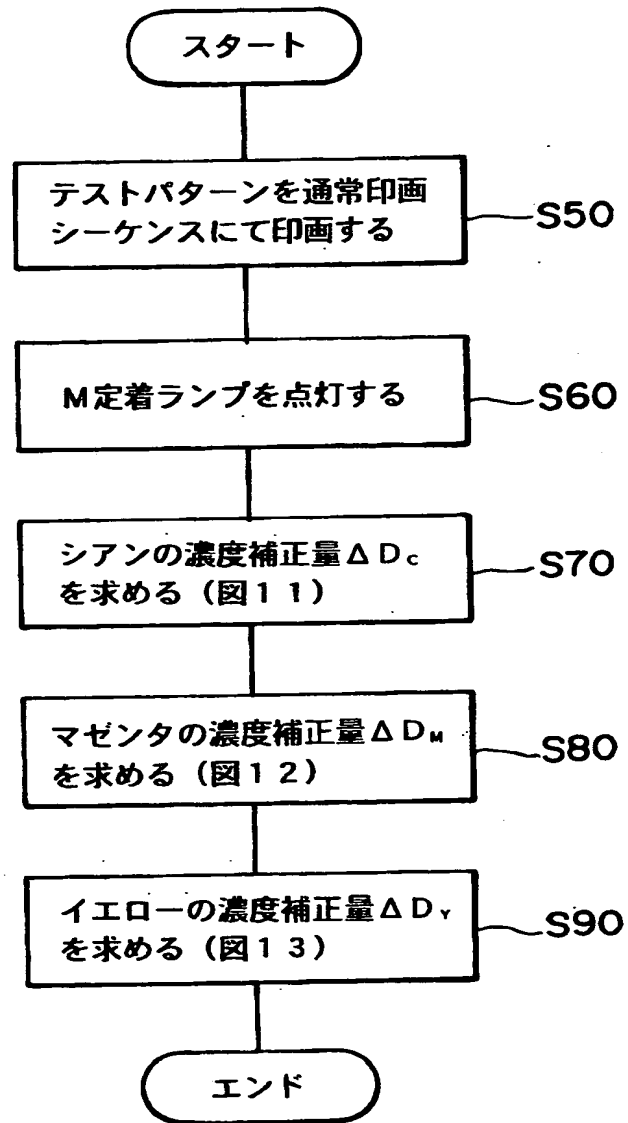 スタート
テストパターンを通常印画
シーケンスにて印画する
S50
M定着ランプを点灯する
S60
シアンの濃度補正量ΔDc
を求める（図11）
S70
マゼンタの濃度補正量ΔDM
を求める（図12）
S80
イエローの濃度補正量ΔDY
を求める（図13）
S90
エンド